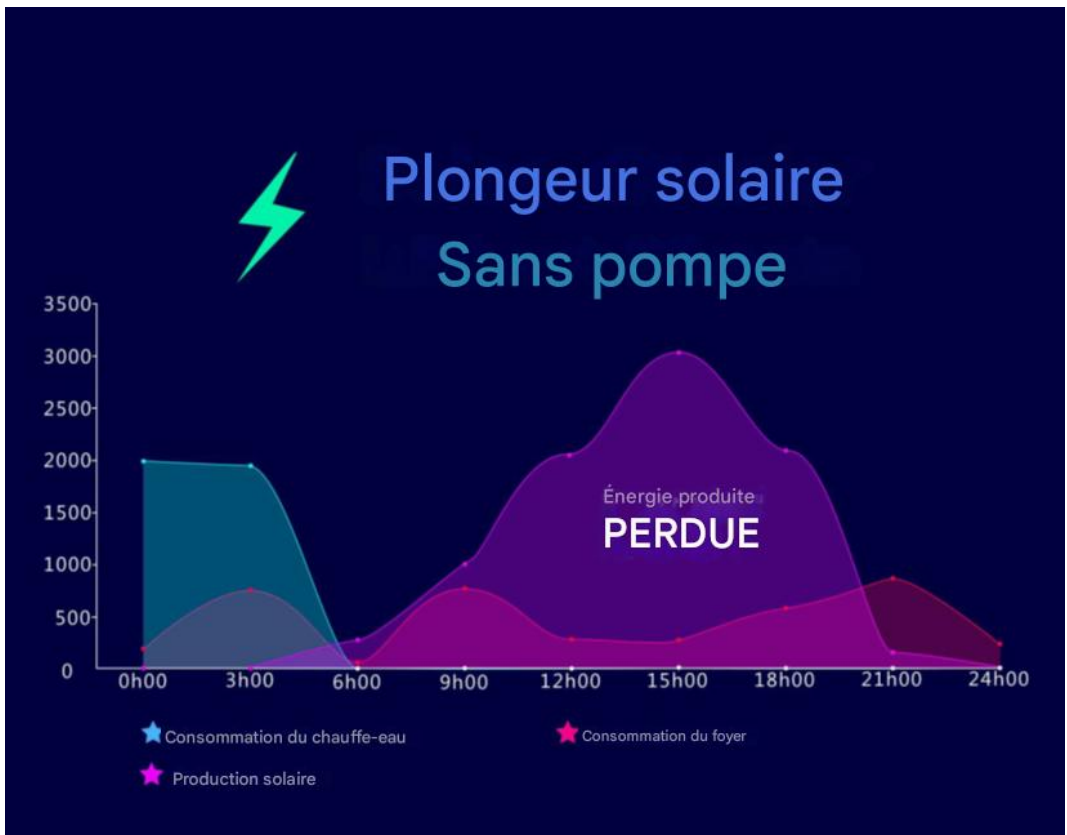 Plongeur solaire
Sans pompe
3500
3000
2500
2000
1500
1000
500
0
Énergie produite
PERDUE
0h00 3h00 6h00 9h00 12h00 15h00 18h00 21h00 24h00
Consommation du chauffe-eau
Consommation du foyer
Production solaire